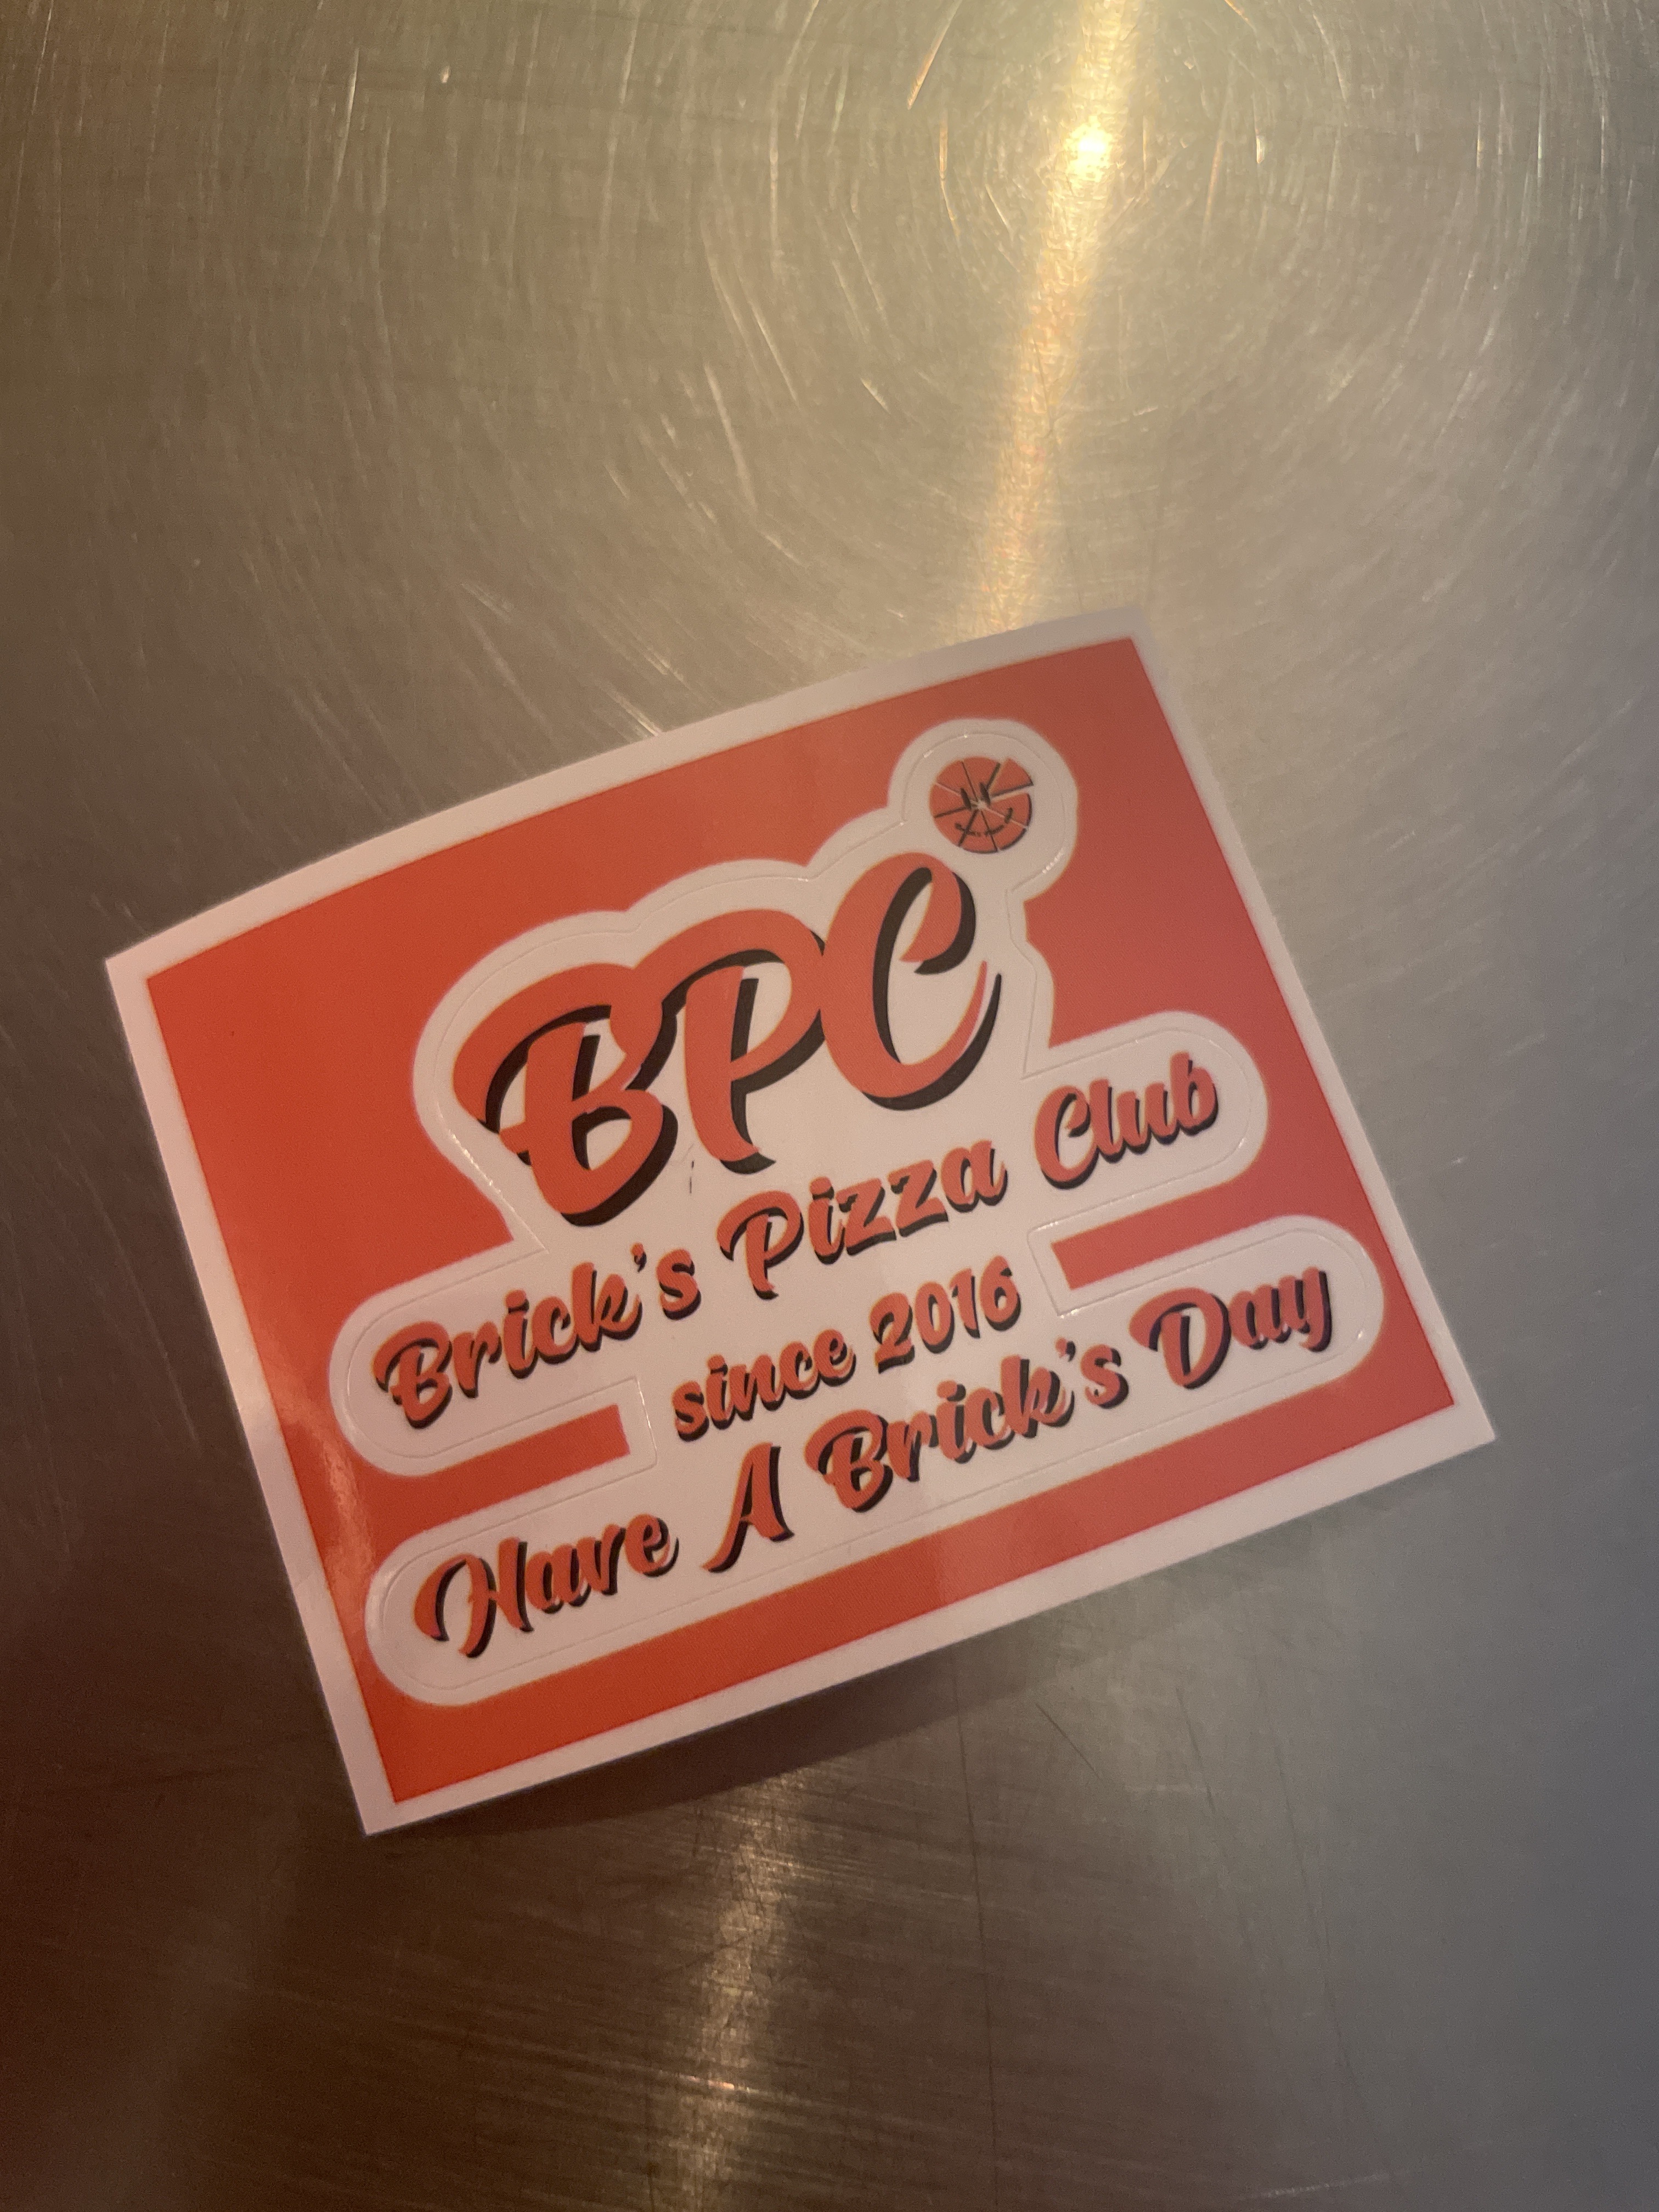 BPC
Brick's Pizza Club
since 2016
Have A Brick's Day